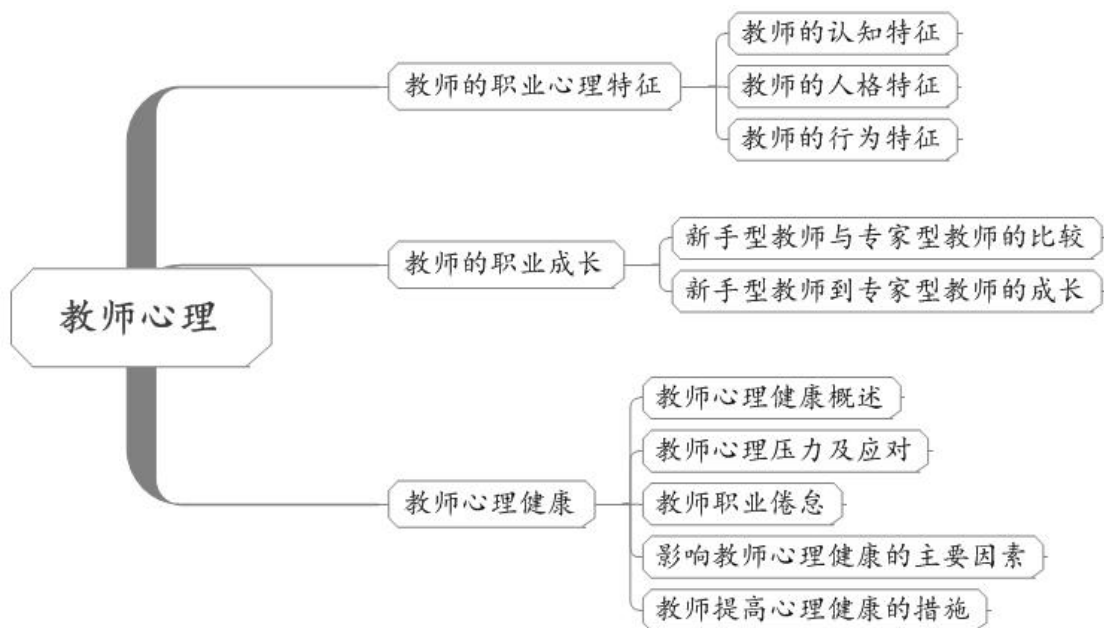 教师心理
教师的职业心理特征
教师的认知特征
教师的人格特征
教师的行为特征
教师的职业成长
新手型教师与专家型教师的比较
新手型教师到专家型教师的成长
教师心理健康
教师心理健康概述
教师心理压力及应对
教师职业倦怠
影响教师心理健康的主要因素
教师提高心理健康的措施